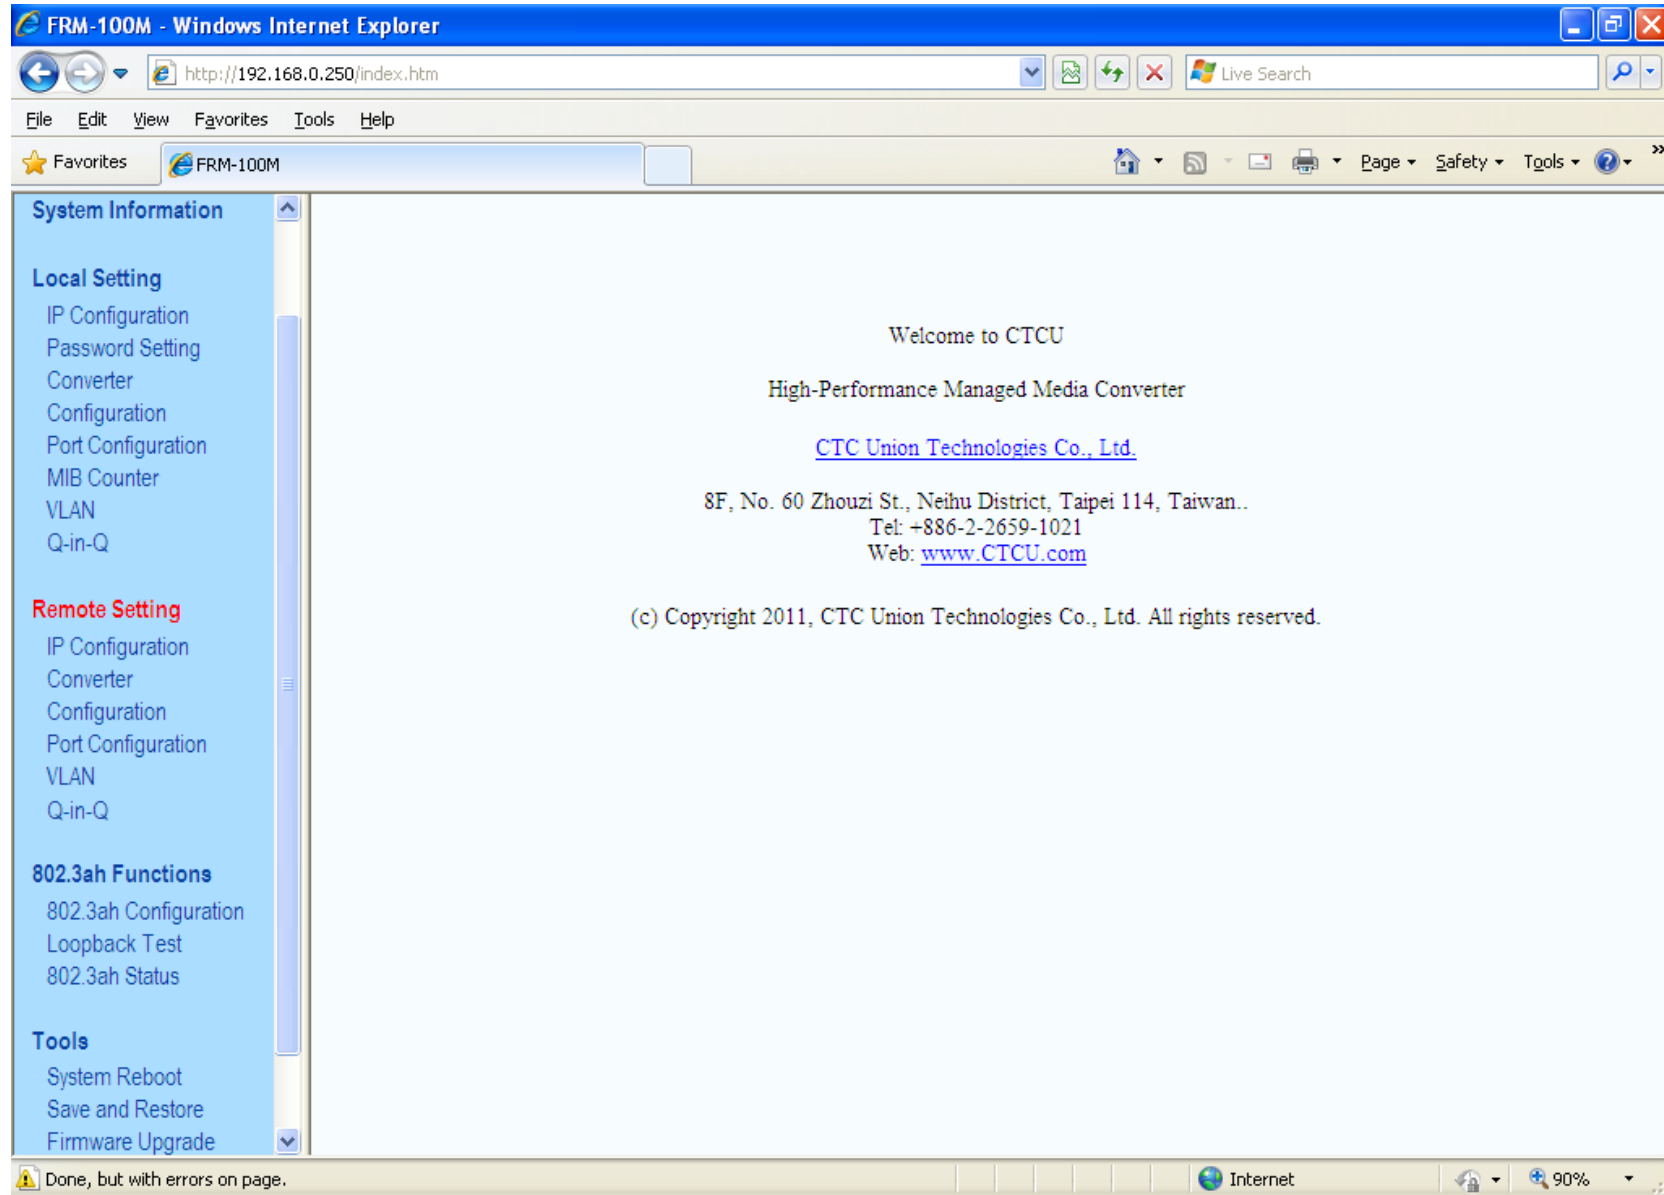 FRM-100M - Windows Internet Explorer
http://192.168.0.250/index.htm
Live Search
File Edit View Favorites Tools Help
Favorites
FRM-100M
Page Safety Tools
System Information
Local Setting
IP Configuration
Password Setting
Converter
Configuration
Port Configuration
MIB Counter
VLAN
Q-in-Q
Remote Setting
IP Configuration
Converter
Configuration
Port Configuration
VLAN
Q-in-Q
802.3ah Functions
802.3ah Configuration
Loopback Test
802.3ah Status
Tools
System Reboot
Save and Restore
Firmware Upgrade
Welcome to CTCU
High-Performance Managed Media Converter
CTC Union Technologies Co., Ltd.
8F, No. 60 Zhouzi St., Neihu District, Taipei 114, Taiwan..
Tel: +886-2-2659-1021
Web: www.CTCU.com
(c) Copyright 2011, CTC Union Technologies Co., Ltd. All rights reserved.
Done, but with errors on page.
Internet
90%